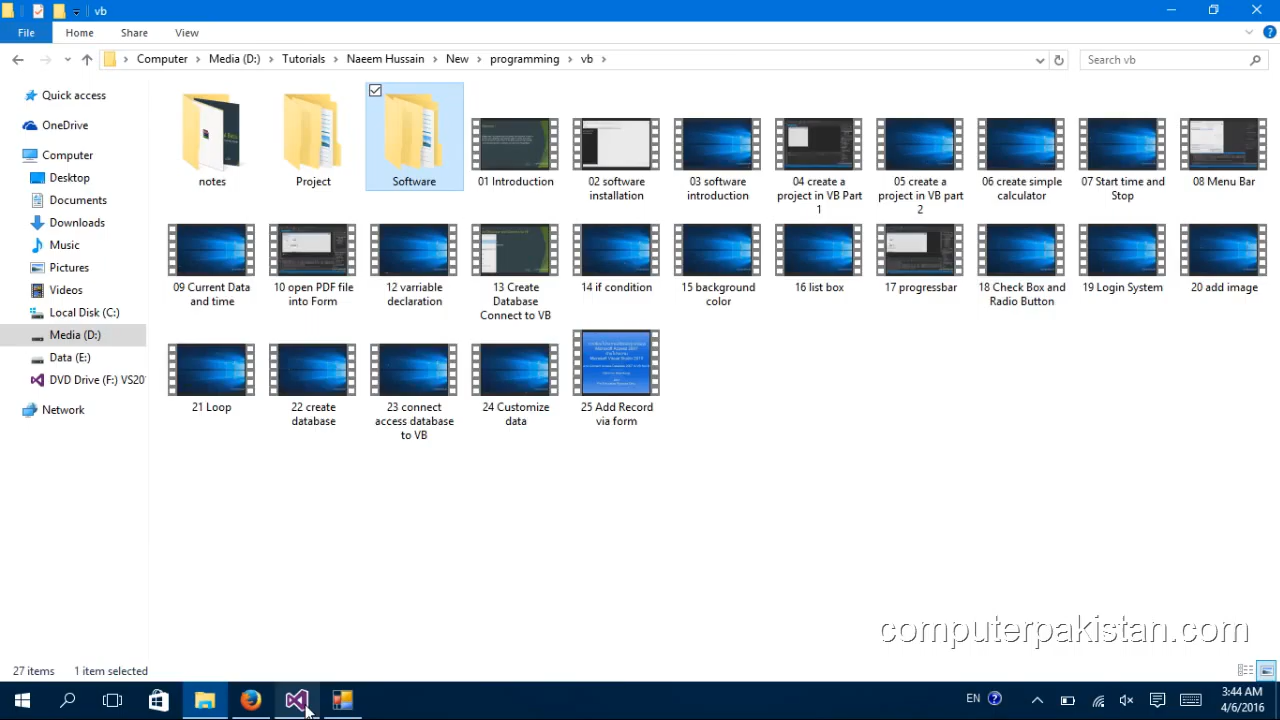 vb
File Home Share View
Computer Media (D:) Tutorials Naeem Hussain New programming vb
Search vb
Quick access
OneDrive
Computer
Desktop
Documents
Downloads
Music
Pictures
Videos
Local Disk (C:)
Media (D:)
Data (E:)
DVD Drive (F:) VS20
Network
notes
Project
Software
01 Introduction
02 software
installation
03 software
introduction
04 create a
project in VB Part
1
05 create a
project in VB part
2
06 create simple
calculator
07 Start time and
Stop
08 Menu Bar
09 Current Data
and time
10 open PDF file
into Form
12 varriable
declaration
13 Create
Database
Connect to VB
14 if condition
15 background
color
16 list box
17 progressbar
18 Check Box and
Radio Button
19 Login System
20 add image
21 Loop
22 create
database
23 connect
access database
to VB
24 Customize
data
25 Add Record
via form
computerpakistan.com
27 items 1 item selected
EN
3:44 AM
4/6/2016